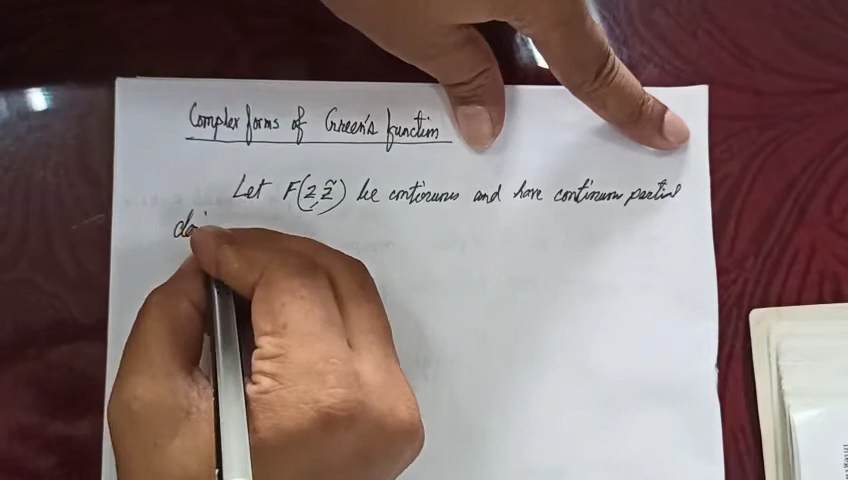 Complex forms of Green's function
Let F(z, z̃) be continuous and have continuous partial